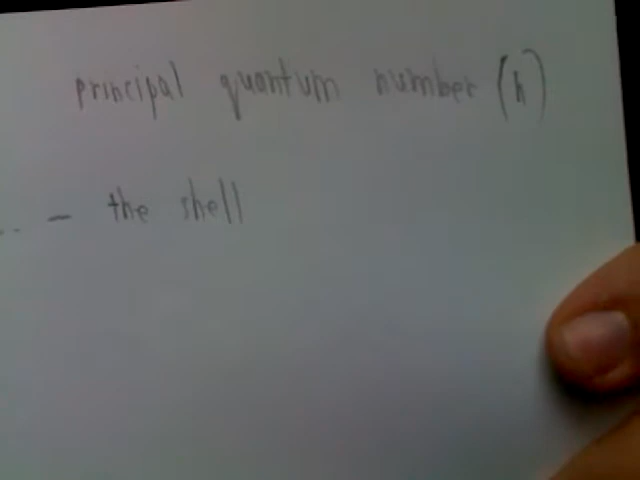 principal quantum number (n)
.. - the shell